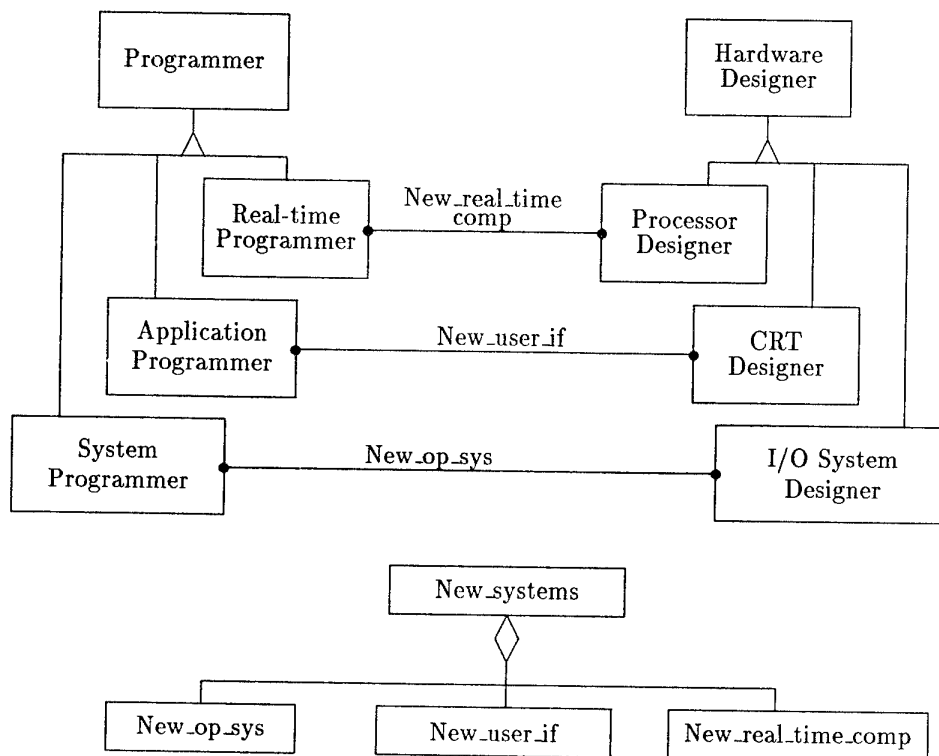 Programmer
Hardware
Designer
Real-time
Programmer
New_real_time
comp
Processor
Designer
Application
Programmer
New_user_if
CRT
Designer
System
Programmer
New_op_sys
I/O System
Designer
New_systems
New_op_sys
New_user_if
New_real_time_comp